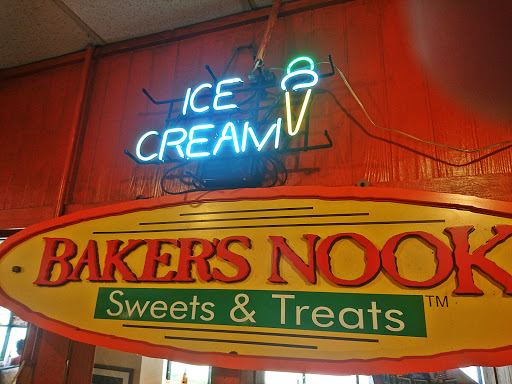 ICE
CREAM
BAKER'S NOOK
Sweets & Treats TM